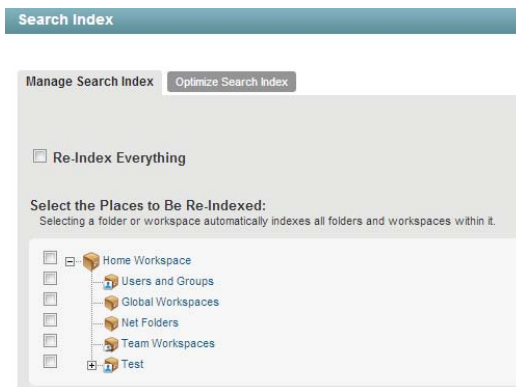 Search Index
Manage Search Index Optimize Search Index
Re-Index Everything
Select the Places to Be Re-Indexed:
Selecting a folder or workspace automatically indexes all folders and workspaces within it.
Home Workspace
Users and Groups
Global Workspaces
Net Folders
Team Workspaces
Test